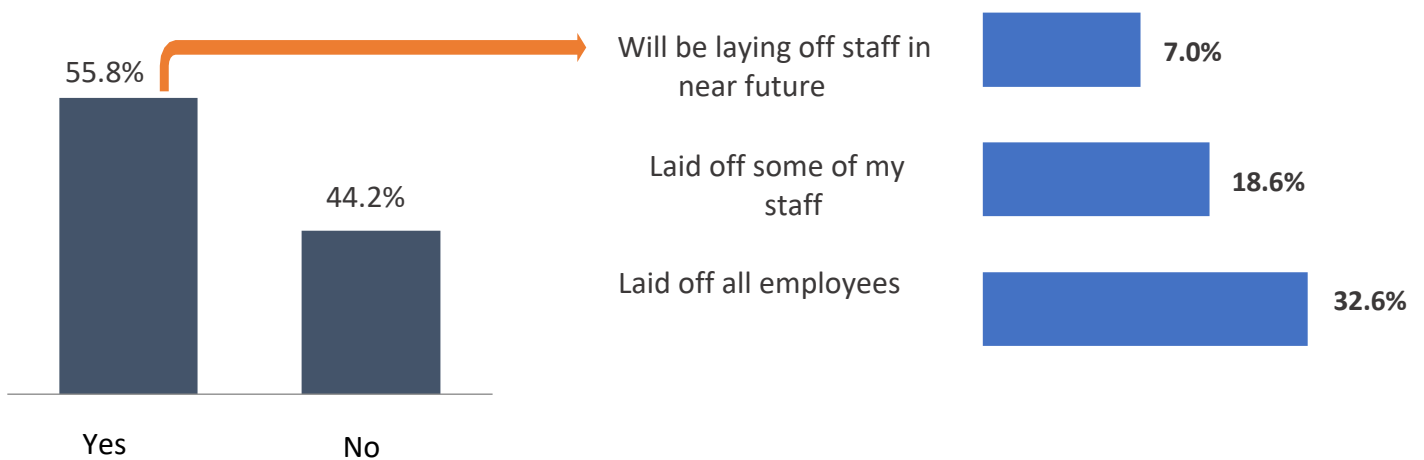 55.8%
44.2%
Yes
No
Will be laying off staff in
near future
7.0%
Laid off some of my
staff
18.6%
Laid off all employees
32.6%